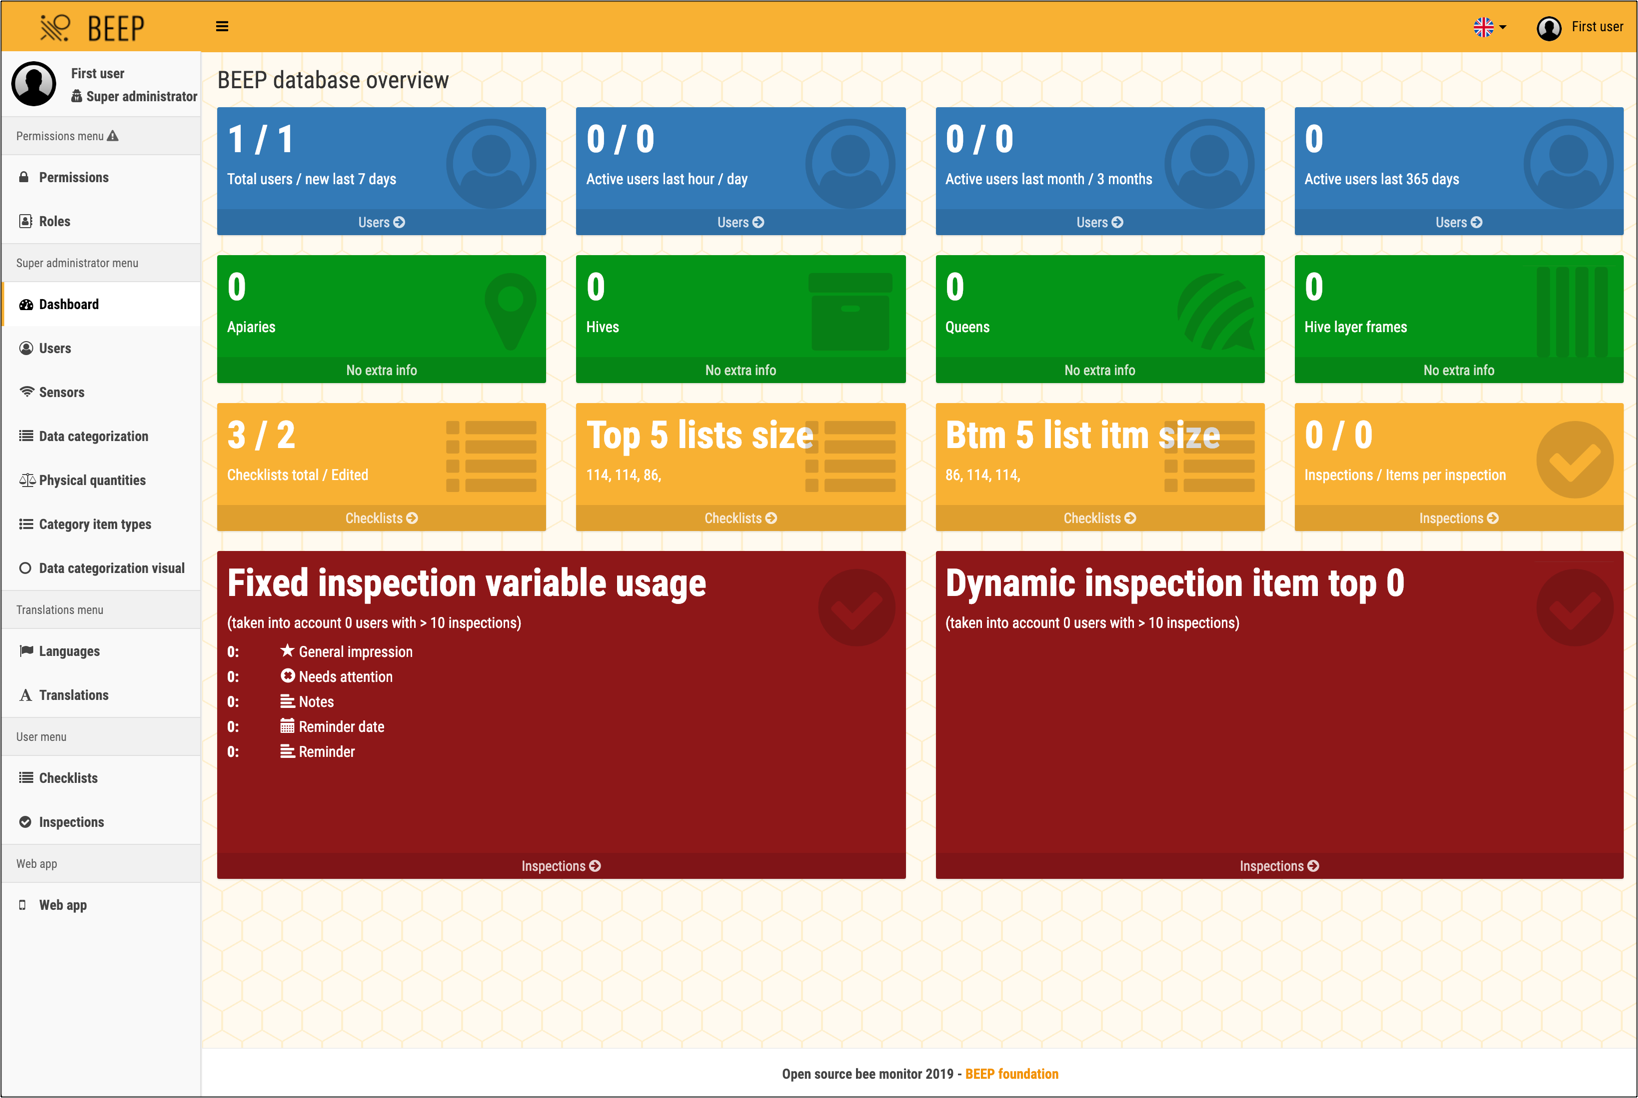 BEEP
First user
First user
Super administrator
Permissions menu
Permissions
Roles
Super administrator menu
Dashboard
Users
Sensors
Data categorization
Physical quantities
Category item types
Data categorization visual
Translations menu
Languages
Translations
User menu
Checklists
Inspections
Web app
Web app
BEEP database overview
1 / 1
Total users / new last 7 days
Users
0 / 0
Active users last hour / day
Users
0 / 0
Active users last month / 3 months
Users
0
Active users last 365 days
Users
0
Apiaries
No extra info
0
Hives
No extra info
0
Queens
No extra info
0
Hive layer frames
No extra info
3 / 2
Checklists total / Edited
Checklists
Top 5 lists size
114, 114, 86,
Checklists
Btm 5 list itm size
86, 114, 114,
Checklists
0 / 0
Inspections / Items per inspection
Inspections
Fixed inspection variable usage
(taken into account 0 users with > 10 inspections)
0: General impression
0: Needs attention
0: Notes
0: Reminder date
0: Reminder
Inspections
Dynamic inspection item top 0
(taken into account 0 users with > 10 inspections)
Inspections
Open source bee monitor 2019 - BEEP foundation